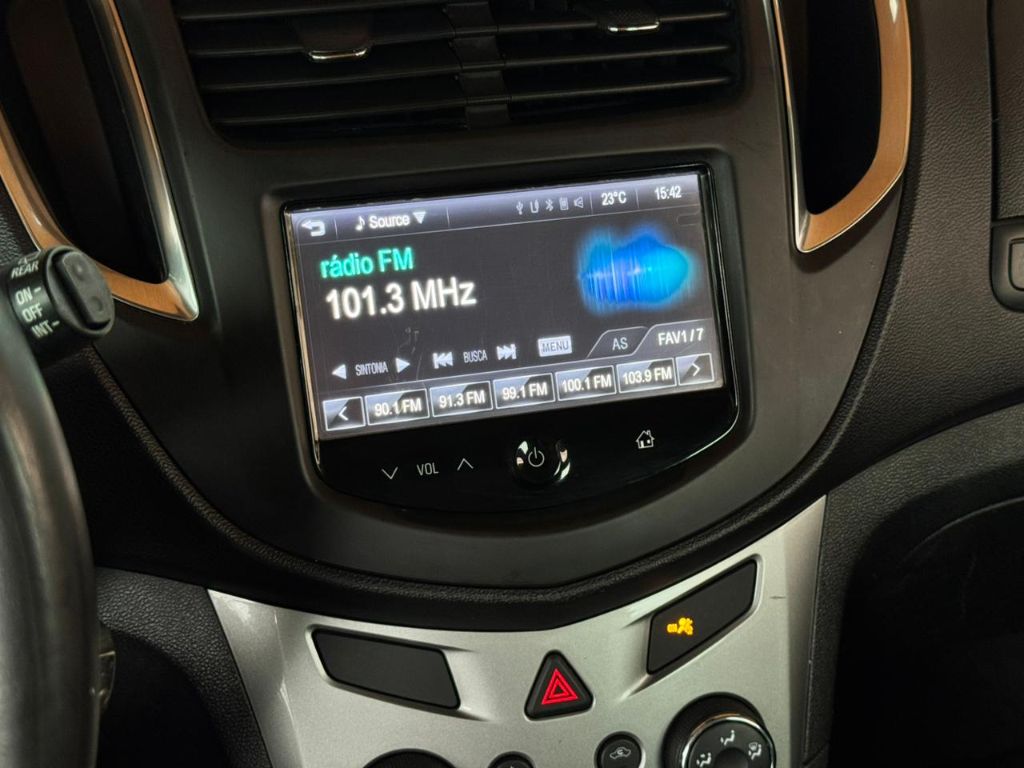 Source 23°C 15:42
rádio FM
101.3 MHz
SINTONIA BUSCA MENU AS FAV1/7
90.1 FM 91.3 FM 99.1 FM 100.1 FM 103.9 FM
VOL
REAR
ON
OFF
INT